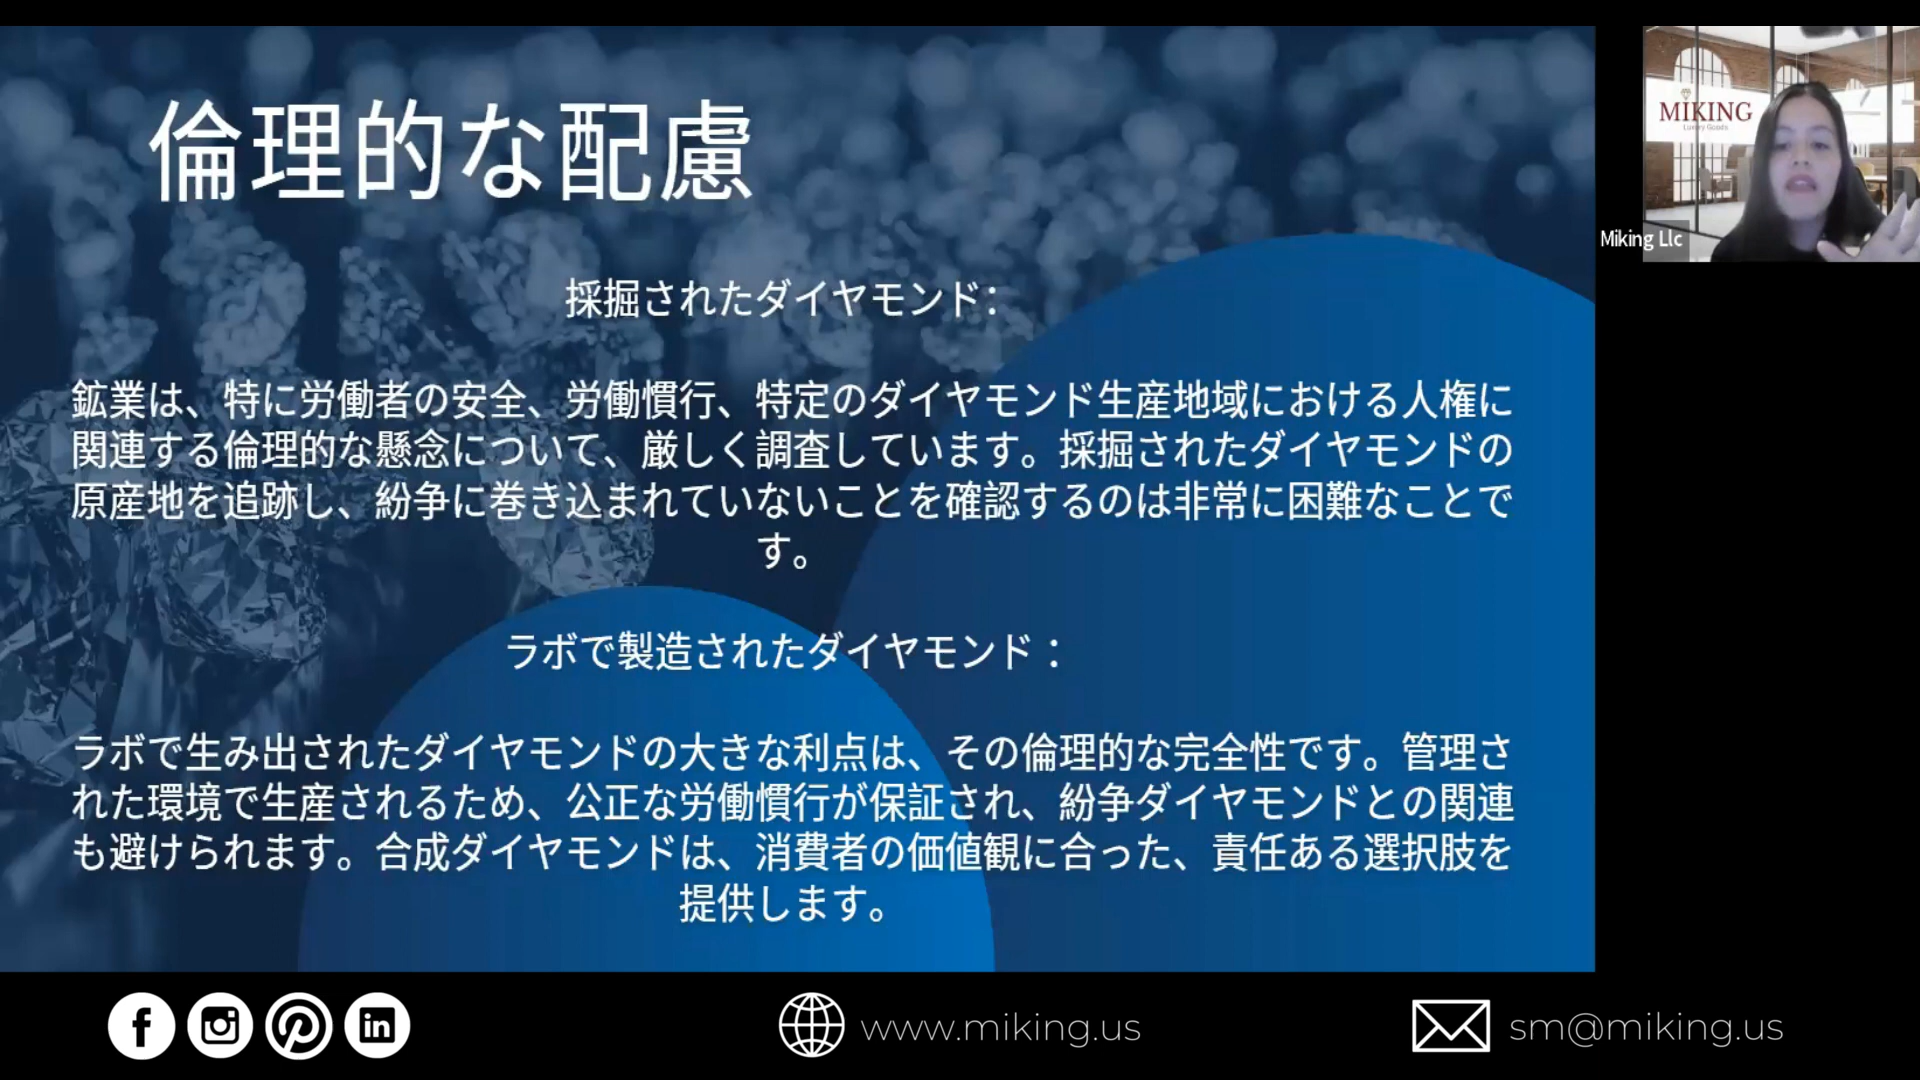 倫理的な配慮
採掘されたダイヤモンド:
鉱業は、特に労働者の安全、労働慣行、特定のダイヤモンド生産地域における人権に
関連する倫理的な懸念について、厳しく調査しています。採掘されたダイヤモンドの
原産地を追跡し、紛争に巻き込まれていないことを確認するのは非常に困難なことで
す。
ラボで製造されたダイヤモンド：
ラボで生み出されたダイヤモンドの大きな利点は、その倫理的な完全性です。管理さ
れた環境で生産されるため、公正な労働慣行が保証され、紛争ダイヤモンドとの関連
も避けられます。合成ダイヤモンドは、消費者の価値観に合った、責任ある選択肢を
提供します。
MIKING
Luxury Goods
Miking Llc
www.miking.us
sm@miking.us